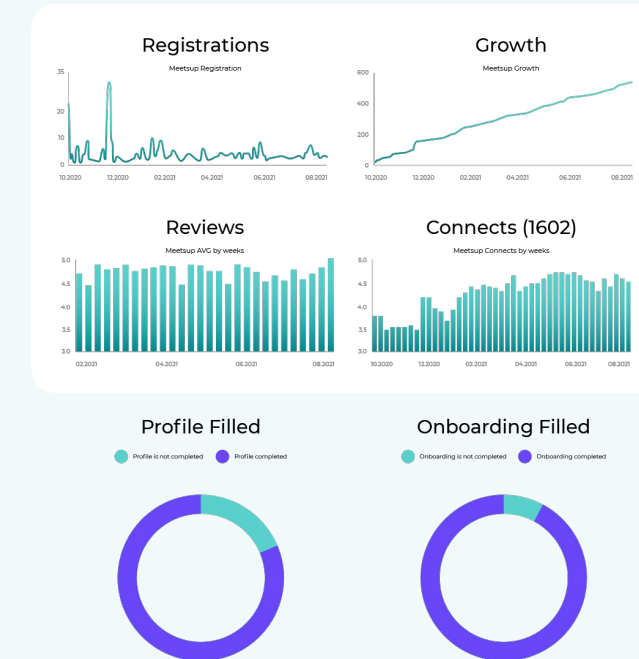 Registrations
Meetsup Registration
35
20
10
0
10.2020 12.2020 02.2021 04.2021 06.2021 08.2021
Growth
Meetsup Growth
600
400
200
0
10.2020 12.2020 02.2021 04.2021 06.2021 08.2021
Reviews
Meetsup AVG by weeks
5.0
4.5
4.0
3.5
3.0
02.2021 04.2021 06.2021 08.2021
Connects (1602)
Meetsup Connects by weeks
5.0
4.5
4.0
3.5
3.0
10.2020 12.2020 02.2021 04.2021 06.2021 08.2021
Profile Filled
Profile is not completed Profile completed
Onboarding Filled
Onboarding is not completed Onboarding completed